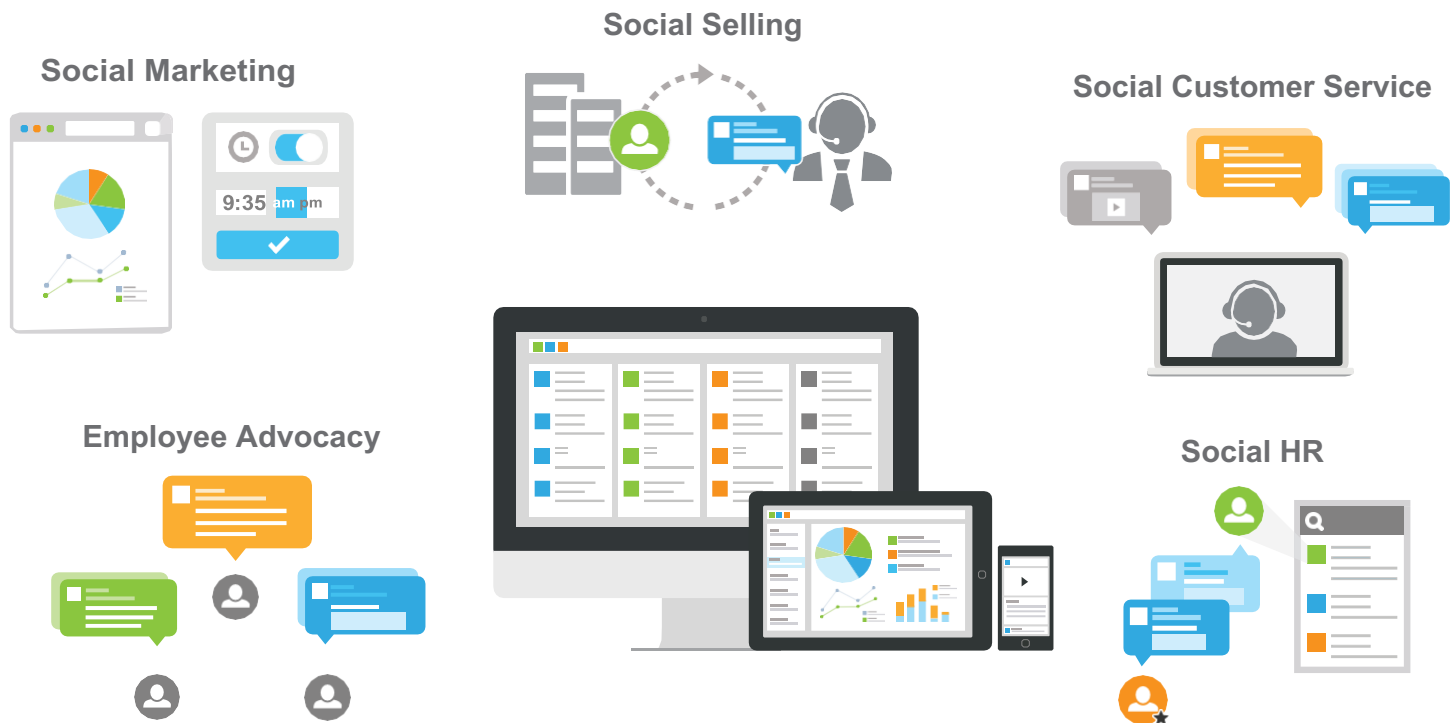 Social Selling
Social Marketing
Social Customer Service
9:35 am pm
Employee Advocacy
Social HR